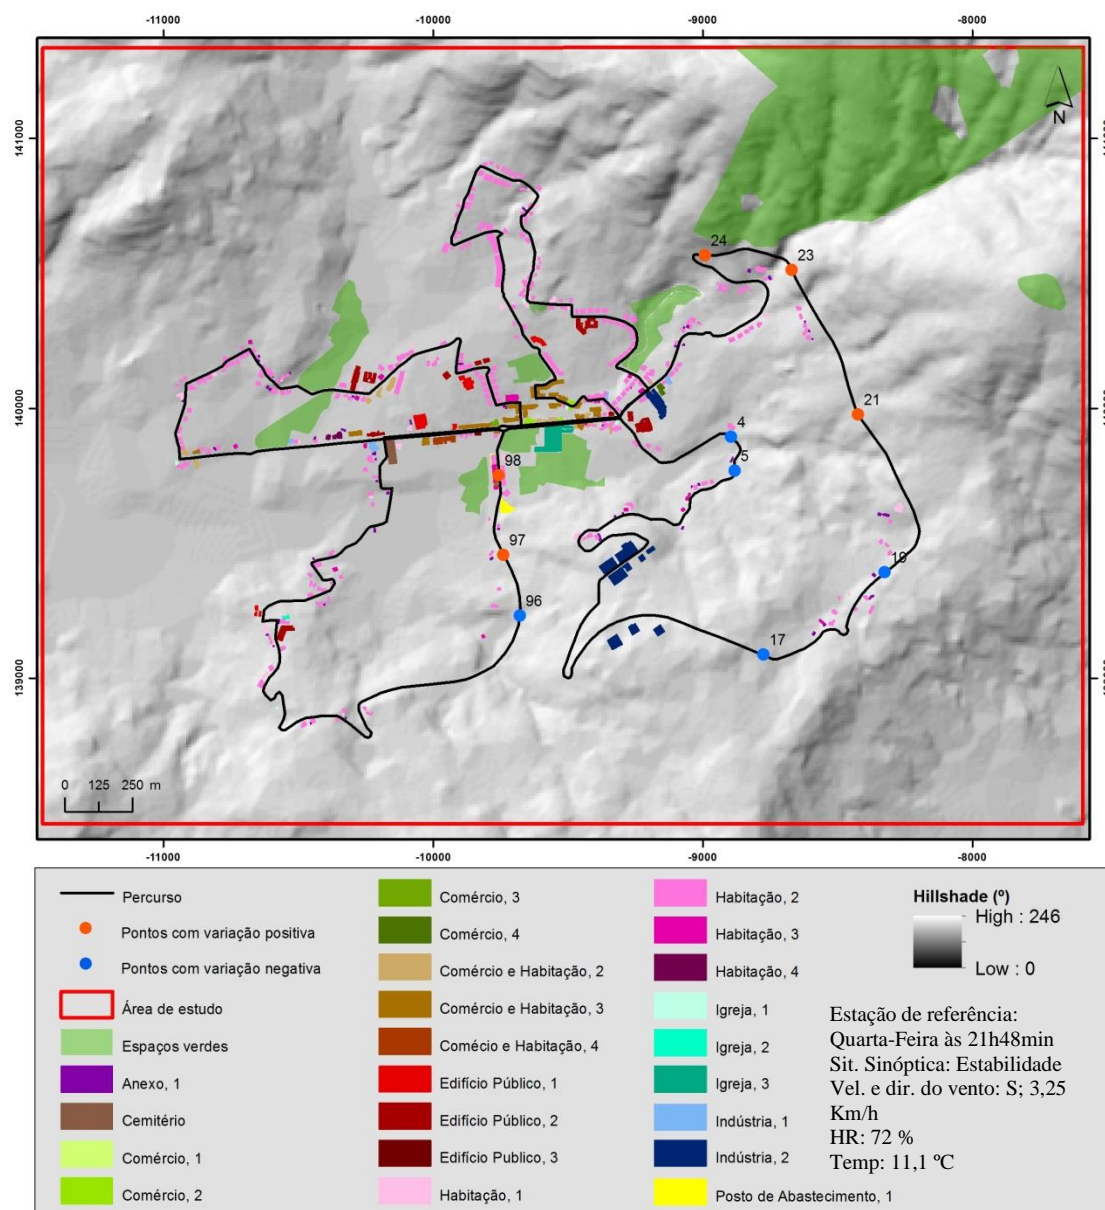 -11000 -10000 -9000 -8000
141000
N
24
23
140000
21
4
5
98
97
19
96
17
139000
0 125 250 m
-11000 -10000 -9000 -8000
Percurso
Pontos com variação positiva
Pontos com variação negativa
Área de estudo
Espaços verdes
Anexo, 1
Cemitério
Comércio, 1
Comércio, 2
Comércio, 3
Comércio, 4
Comércio e Habitação, 2
Comércio e Habitação, 3
Comécio e Habitação, 4
Edifício Público, 1
Edifício Público, 2
Edifício Publico, 3
Habitação, 1
Habitação, 2
Habitação, 3
Habitação, 4
Igreja, 1
Igreja, 2
Igreja, 3
Indústria, 1
Indústria, 2
Posto de Abastecimento, 1
Hillshade (º)
High : 246
Low : 0
Estação de referência:
Quarta-Feira às 21h48min
Sit. Sinóptica: Estabilidade
Vel. e dir. do vento: S; 3,25
Km/h
HR: 72 %
Temp: 11,1 ºC